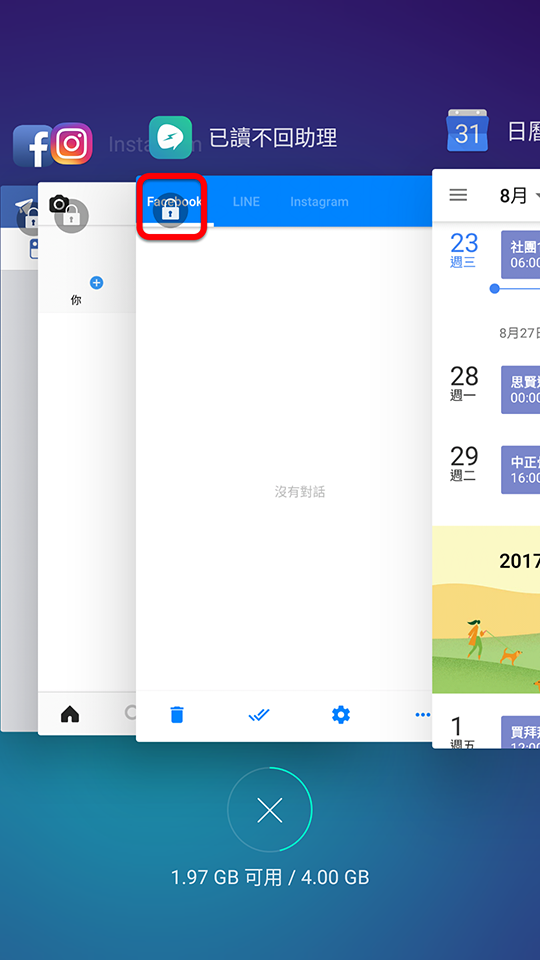 Instagram
已讀不回助理
31
日曆
Facebook
LINE
Instagram
你
沒有對話
8月
23
週三
社團
06:00
8月27日
28
週一
思賢
00:00
29
週二
中正
16:00
2017
1
週五
買拜拜
12:00
1.97 GB 可用 / 4.00 GB